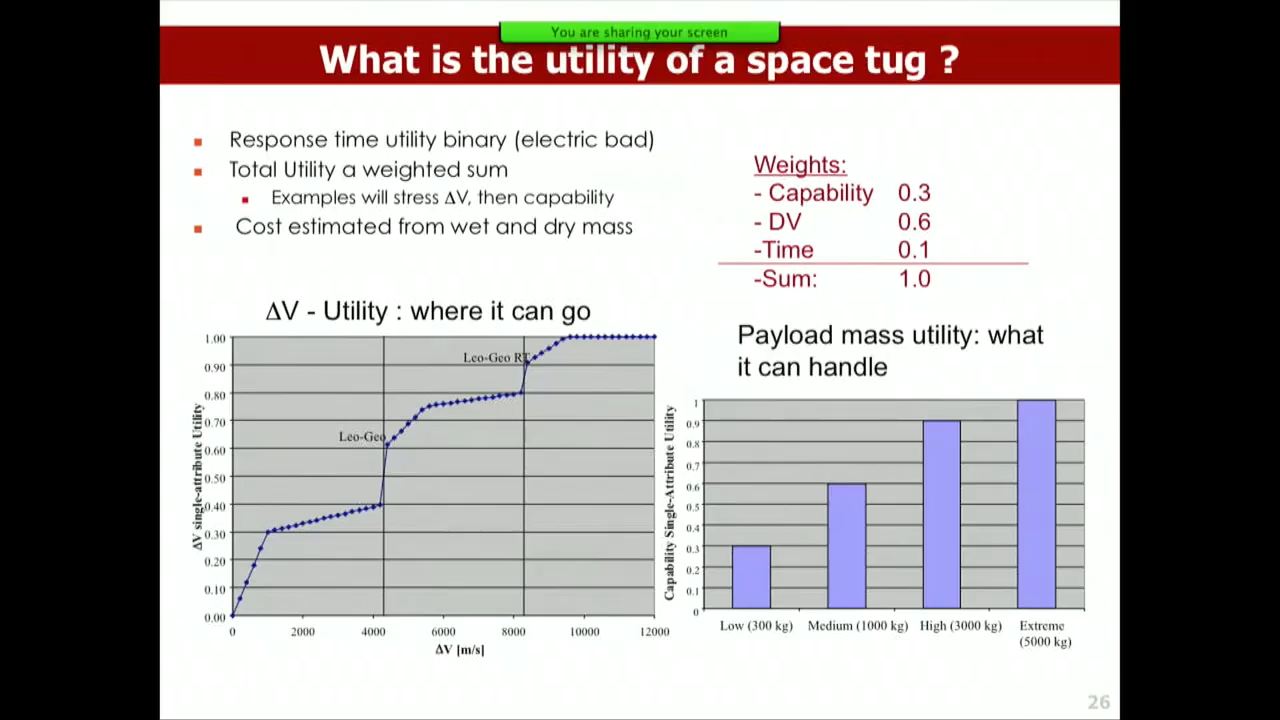 You are sharing your screen
What is the utility of a space tug ?
Response time utility binary (electric bad)
Total Utility a weighted sum
Examples will stress ΔV, then capability
Cost estimated from wet and dry mass
Weights:
- Capability 0.3
- DV 0.6
-Time 0.1
-Sum: 1.0
ΔV - Utility : where it can go
1.00
0.90
0.80
0.70
0.60
0.50
0.40
0.30
0.20
0.10
0.00
ΔV single-attribute Utility
Leo-Geo RT
Leo-Geo
0 2000 4000 6000 8000 10000 12000
ΔV [m/s]
Payload mass utility: what
it can handle
1
0.9
0.8
0.7
0.6
0.5
0.4
0.3
0.2
0.1
0
Capability Single-Attribute Utility
Low (300 kg) Medium (1000 kg) High (3000 kg) Extreme
(5000 kg)
26